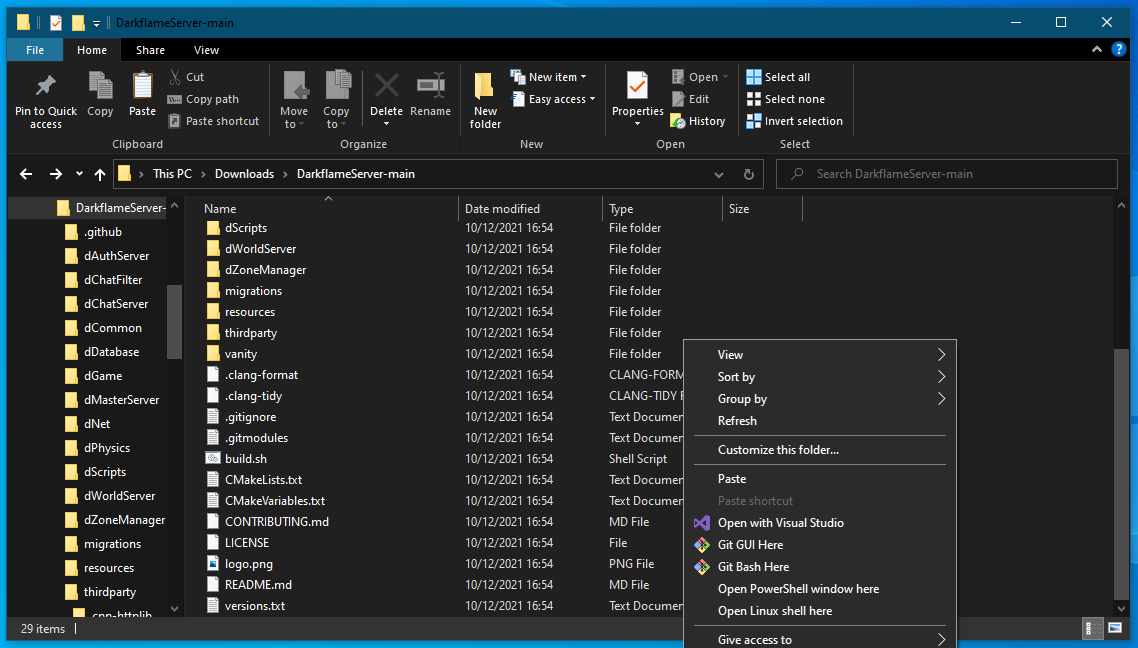 DarkflameServer-main
File Home Share View
Pin to Quick access
Copy
Paste
Cut
Copy path
Paste shortcut
Clipboard
Move to
Copy to
Delete
Rename
Organize
New folder
New item
Easy access
New
Properties
Open
Edit
History
Open
Select all
Select none
Invert selection
Select
This PC > Downloads > DarkflameServer-main
Search DarkflameServer-main
DarkflameServer-
.github
dAuthServer
dChatFilter
dChatServer
dCommon
dDatabase
dGame
dMasterServer
dNet
dPhysics
dScripts
dWorldServer
dZoneManager
migrations
resources
thirdparty
cpp-httplib
Name Date modified Type Size
dScripts 10/12/2021 16:54 File folder
dWorldServer 10/12/2021 16:54 File folder
dZoneManager 10/12/2021 16:54 File folder
migrations 10/12/2021 16:54 File folder
resources 10/12/2021 16:54 File folder
thirdparty 10/12/2021 16:54 File folder
vanity 10/12/2021 16:54 File folder
.clang-format 10/12/2021 16:54 CLANG-FORM
.clang-tidy 10/12/2021 16:54 CLANG-TIDY F
.gitignore 10/12/2021 16:54 Text Documen
.gitmodules 10/12/2021 16:54 Text Documen
build.sh 10/12/2021 16:54 Shell Script
CMakeLists.txt 10/12/2021 16:54 Text Documen
CMakeVariables.txt 10/12/2021 16:54 Text Documen
CONTRIBUTING.md 10/12/2021 16:54 MD File
LICENSE 10/12/2021 16:54 File
logo.png 10/12/2021 16:54 PNG File
README.md 10/12/2021 16:54 MD File
versions.txt 10/12/2021 16:54 Text Documen
View
Sort by
Group by
Refresh
Customize this folder...
Paste
Paste shortcut
Open with Visual Studio
Git GUI Here
Git Bash Here
Open PowerShell window here
Open Linux shell here
Give access to
29 items